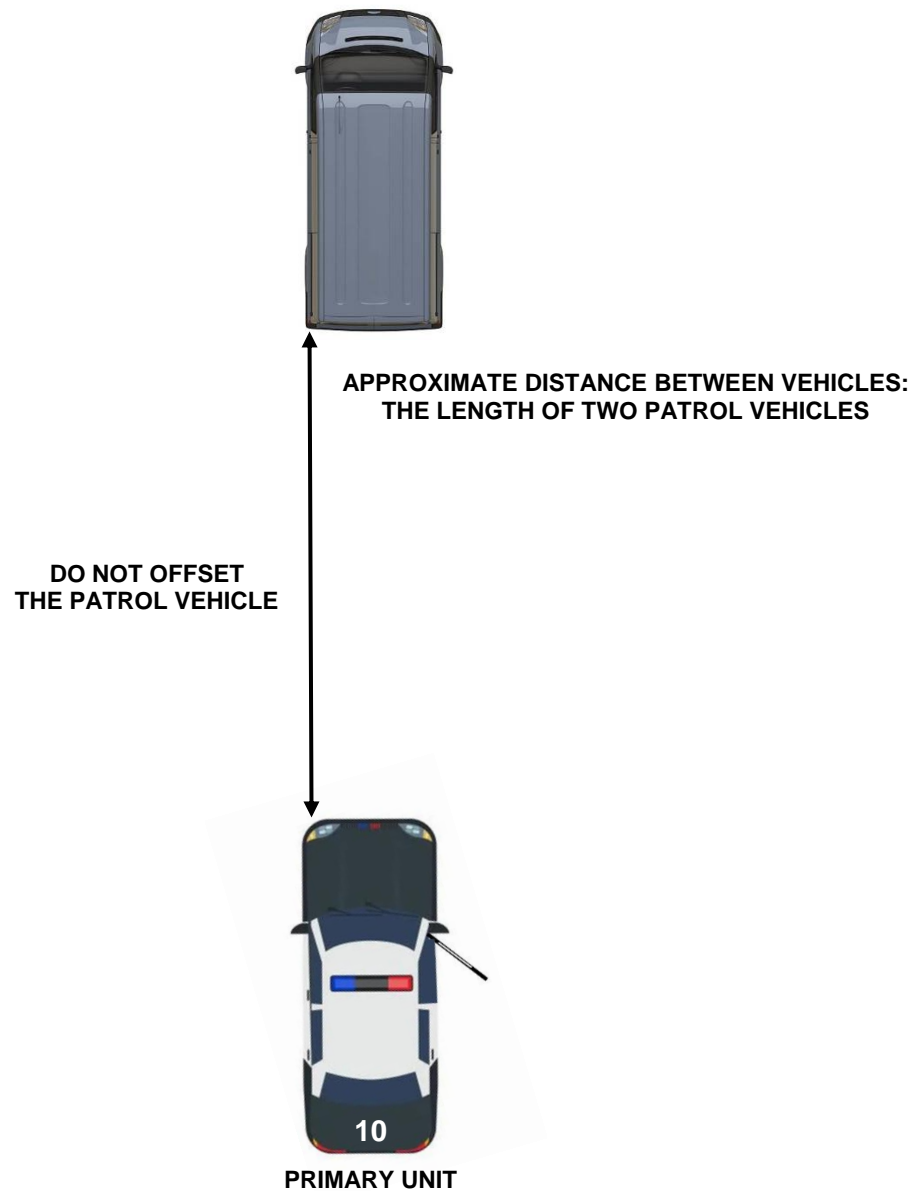 APPROXIMATE DISTANCE BETWEEN VEHICLES:
THE LENGTH OF TWO PATROL VEHICLES
DO NOT OFFSET
THE PATROL VEHICLE
10
PRIMARY UNIT